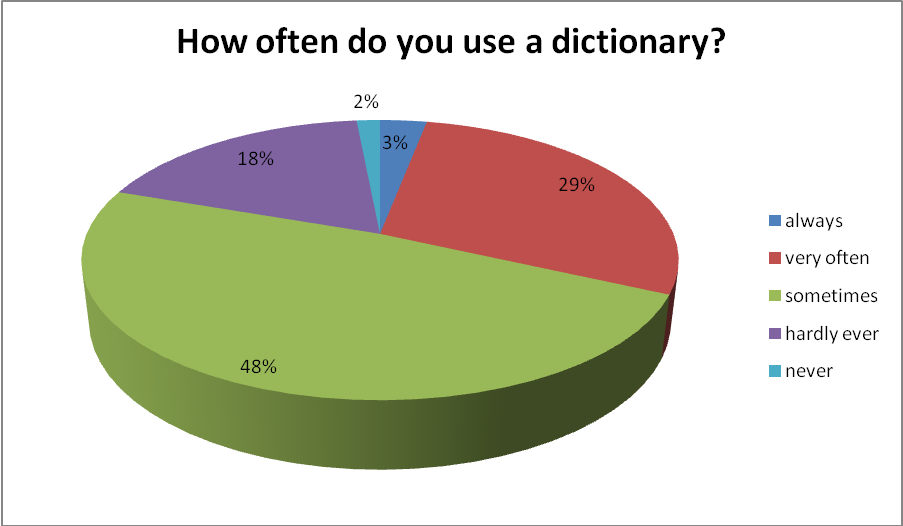 How often do you use a dictionary?
2%
3%
18%
29%
always
very often
sometimes
hardly ever
never
48%